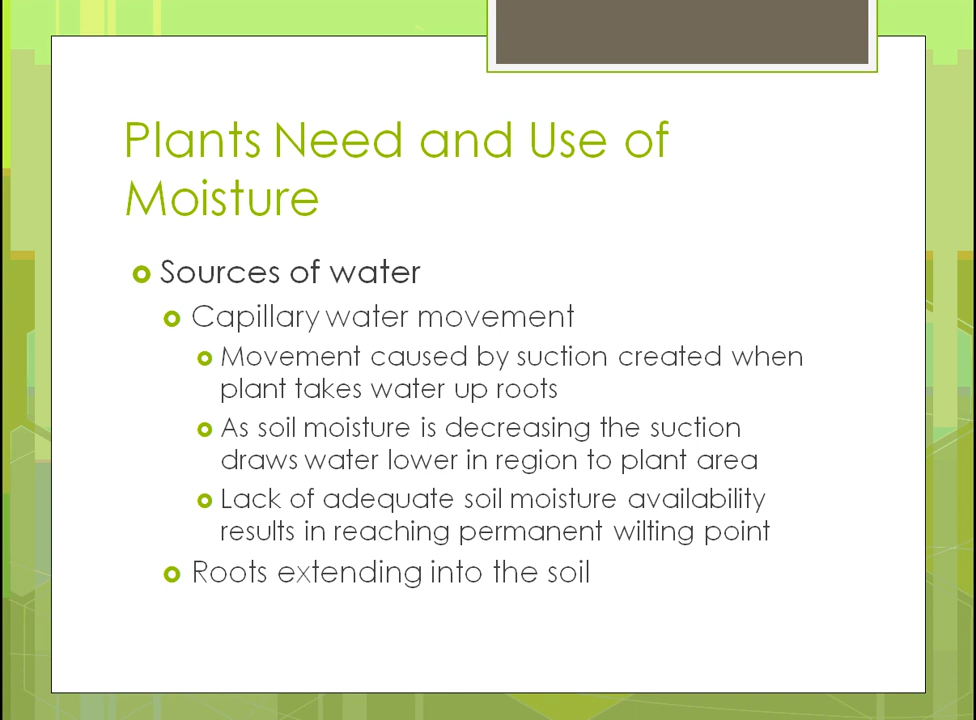 Plants Need and Use of
Moisture
Sources of water
Capillary water movement
Movement caused by suction created when
plant takes water up roots
As soil moisture is decreasing the suction
draws water lower in region to plant area
Lack of adequate soil moisture availability
results in reaching permanent wilting point
Roots extending into the soil